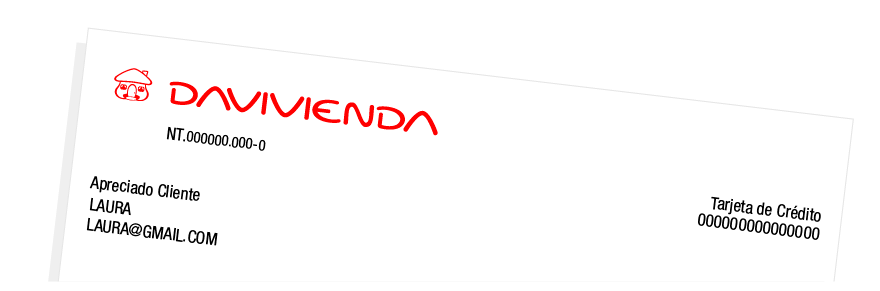 DAVIVIENDA
NT.000000.000-0
Apreciado Cliente
LAURA
LAURA@GMAIL.COM
Tarjeta de Crédito
000000000000000